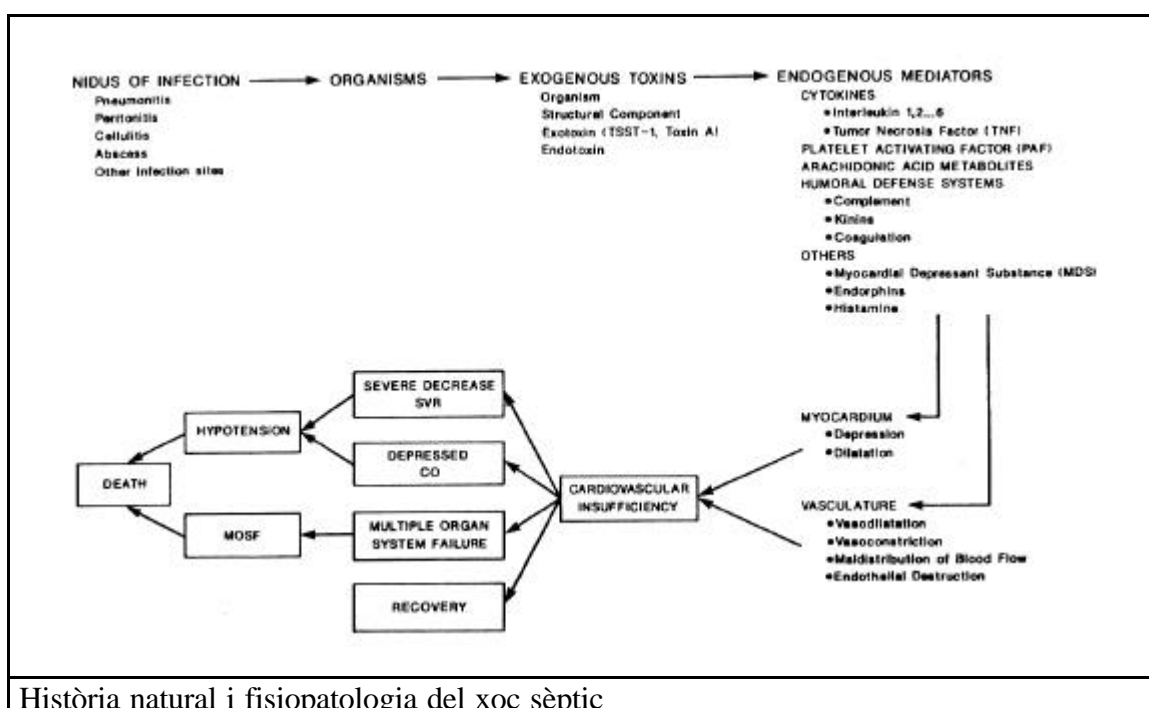 NIDUS OF INFECTION
Pneumonitis
Peritonitis
Cellulitis
Abscess
Other Infection sites
ORGANISMS
EXOGENOUS TOXINS
Organism
Structural Component
Exotoxin (TSST-1, Toxin A)
Endotoxin
ENDOGENOUS MEDIATORS
CYTOKINES
•Interleukin 1,2...6
•Tumor Necrosis Factor (TNF)
PLATELET ACTIVATING FACTOR (PAF)
ARACHIDONIC ACID METABOLITES
HUMORAL DEFENSE SYSTEMS
•Complement
•Kinins
•Coagulation
OTHERS
•Myocardial Depressant Substance (MDS)
•Endorphins
•Histamine
MYOCARDIUM
•Depression
•Dilatation
VASCULATURE
•Vasodilatation
•Vasoconstriction
•Maldistribution of Blood Flow
•Endothelial Destruction
CARDIOVASCULAR
INSUFFICIENCY
SEVERE DECREASE
SVR
DEPRESSED
CO
MULTIPLE ORGAN
SYSTEM FAILURE
RECOVERY
HYPOTENSION
MOSF
DEATH
Història natural i fisiopatologia del xoc sèptic